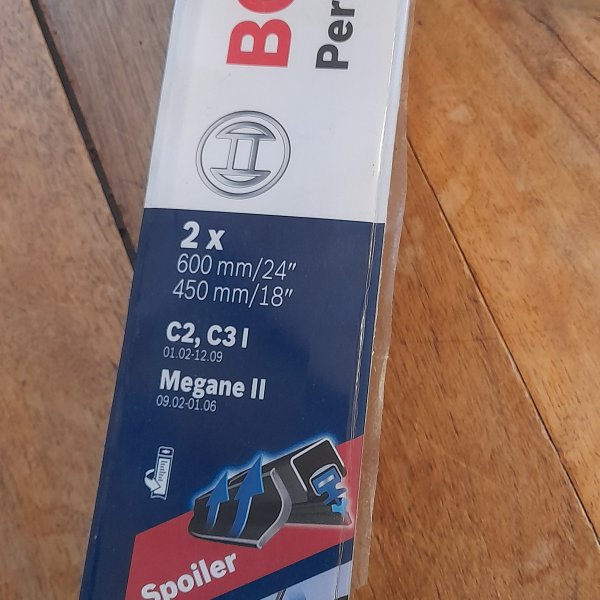 BO
Per
2 x
600 mm/24"
450 mm/18"
C2, C3 I
01.02-12.09
Megane II
09.02-01.06
Spoiler